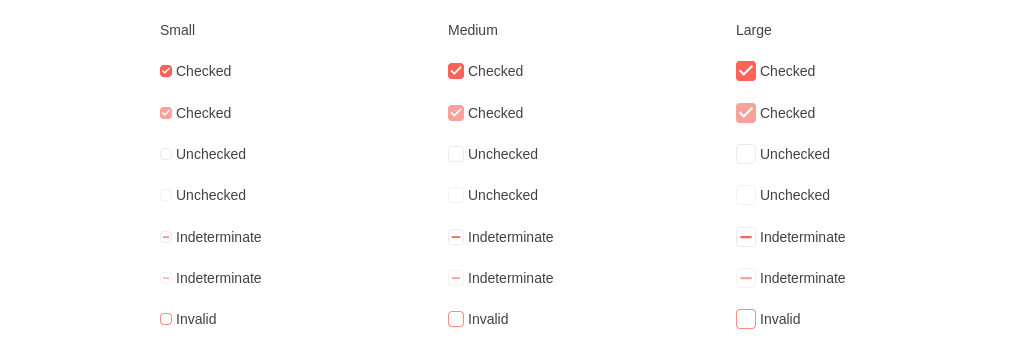 Small Medium Large
Checked Checked Checked
Checked Checked Checked
Unchecked Unchecked Unchecked
Unchecked Unchecked Unchecked
Indeterminate Indeterminate Indeterminate
Indeterminate Indeterminate Indeterminate
Invalid Invalid Invalid